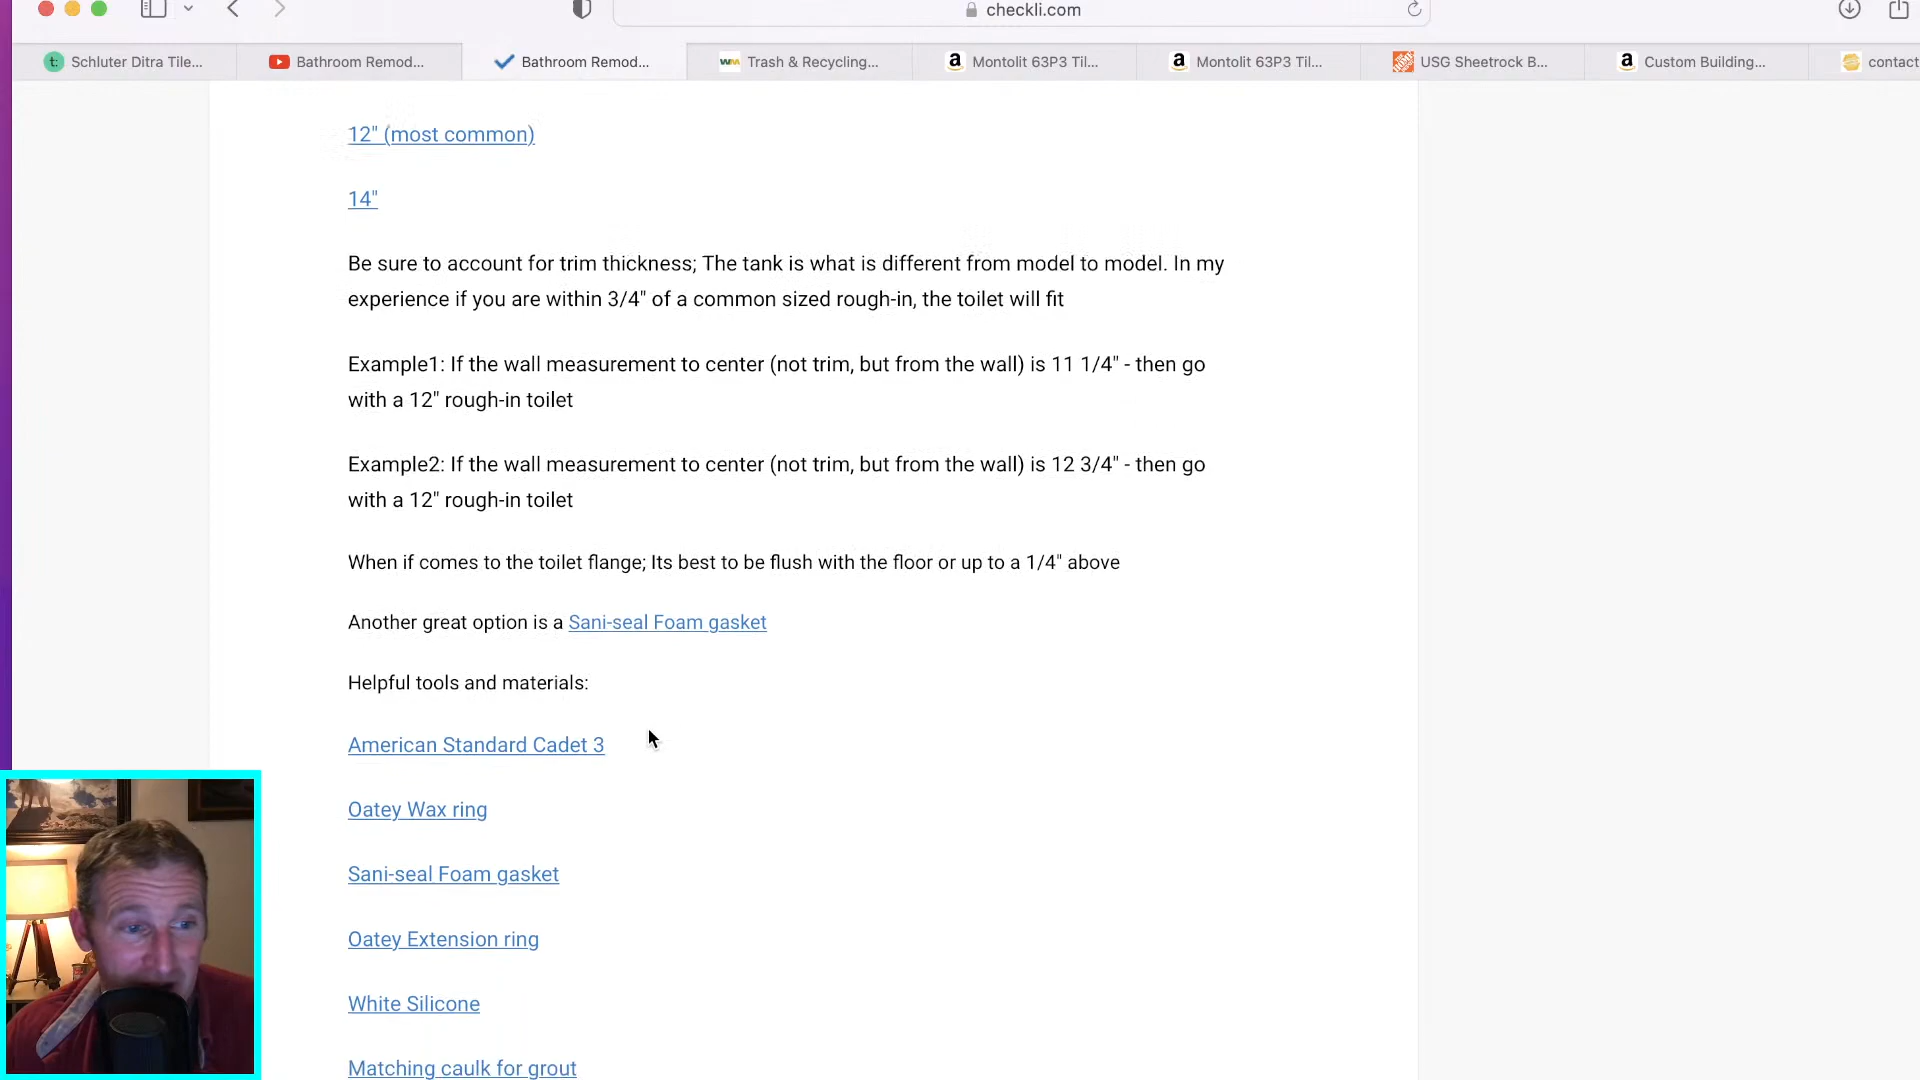 checkli.com
t: Schluter Ditra Tile...
Bathroom Remod...
Bathroom Remod...
WM Trash & Recycling...
a Montolit 63P3 Til...
a Montolit 63P3 Til...
USG Sheetrock B...
a Custom Building...
contact
12" (most common)
14"
Be sure to account for trim thickness; The tank is what is different from model to model. In my
experience if you are within 3/4" of a common sized rough-in, the toilet will fit
Example1: If the wall measurement to center (not trim, but from the wall) is 11 1/4" - then go
with a 12" rough-in toilet
Example2: If the wall measurement to center (not trim, but from the wall) is 12 3/4" - then go
with a 12" rough-in toilet
When if comes to the toilet flange; Its best to be flush with the floor or up to a 1/4" above
Another great option is a Sani-seal Foam gasket
Helpful tools and materials:
American Standard Cadet 3
Oatey Wax ring
Sani-seal Foam gasket
Oatey Extension ring
White Silicone
Matching caulk for grout